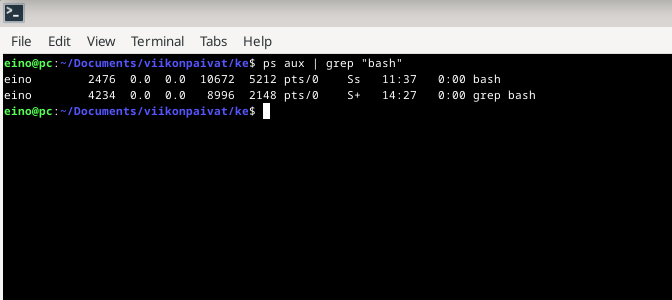 File Edit View Terminal Tabs Help
eino@pc:~/Documents/viikonpaivat/ke$ ps aux | grep "bash"
eino        2476  0.0  0.0  10672  5212 pts/0    Ss   11:37   0:00 bash
eino        4234  0.0  0.0   8996  2148 pts/0    S+   14:27   0:00 grep bash
eino@pc:~/Documents/viikonpaivat/ke$